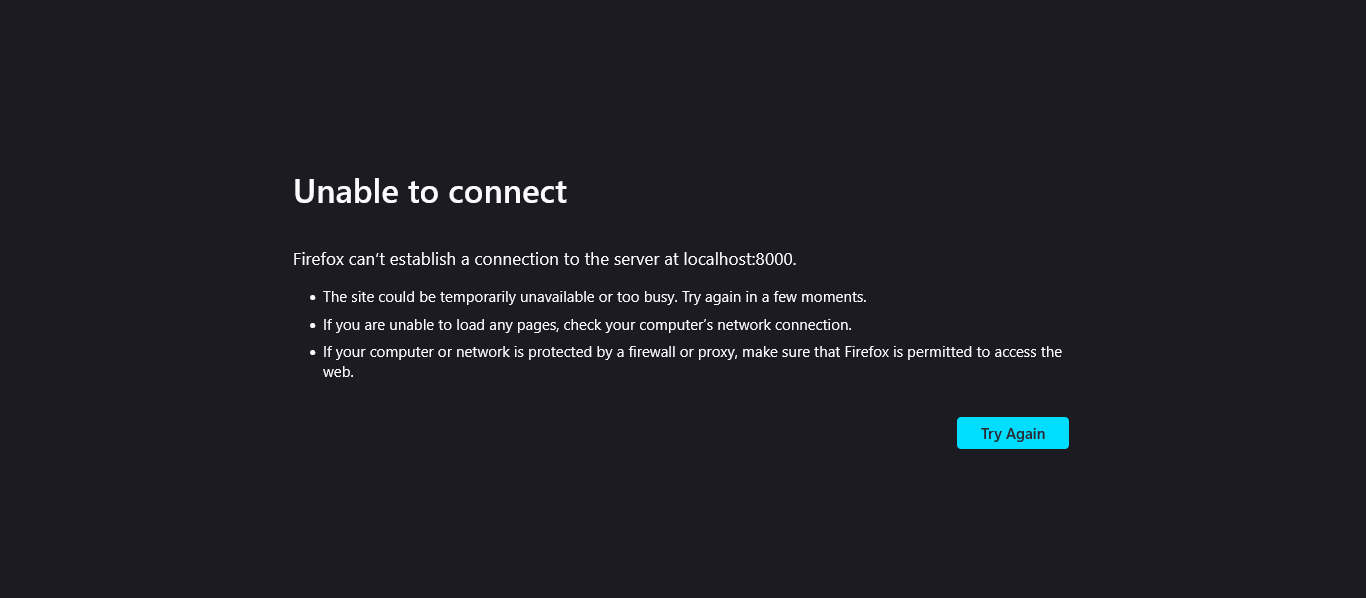 Unable to connect
Firefox can’t establish a connection to the server at localhost:8000.
• The site could be temporarily unavailable or too busy. Try again in a few moments.
• If you are unable to load any pages, check your computer’s network connection.
• If your computer or network is protected by a firewall or proxy, make sure that Firefox is permitted to access the
web.
Try Again